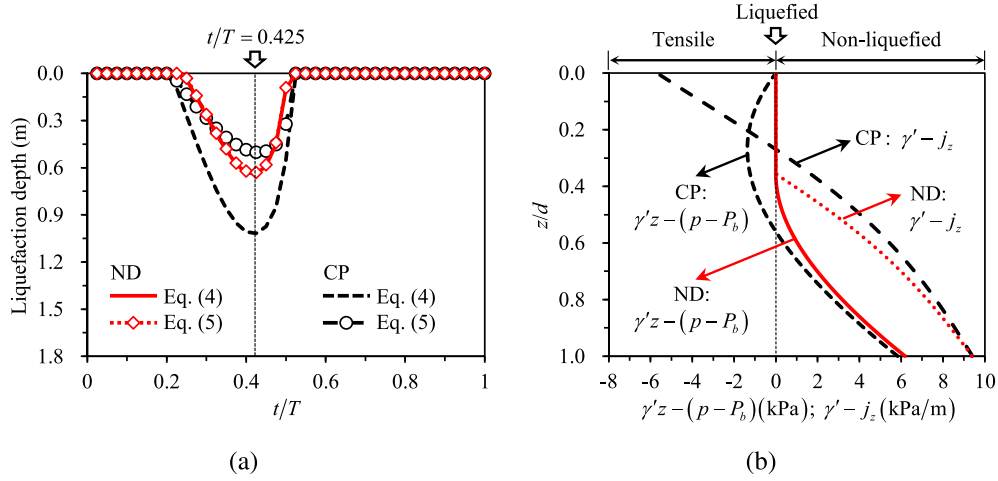 t/T = 0.425
Liquefaction depth (m)
0.0
0.3
0.6
0.9
1.2
1.5
1.8
ND
Eq. (4)
Eq. (5)
CP
Eq. (4)
Eq. (5)
0
0.2
0.4
0.6
0.8
1
t/T
(a)
Liquefied
Tensile
Non-liquefied
z/d
0.0
0.2
0.4
0.6
0.8
1.0
CP: γ′ − j_z
CP:
γ′z − (p − P_b)
ND:
γ′ − j_z
ND:
γ′z − (p − P_b)
-8
-6
-4
-2
0
2
4
6
8
10
γ′z − (p − P_b)(kPa); γ′ − j_z (kPa/m)
(b)